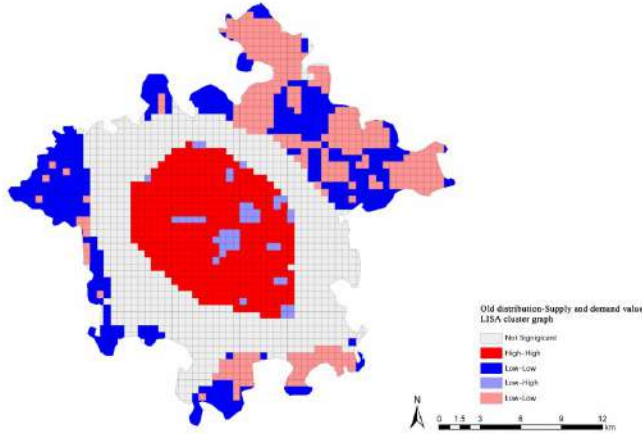 Old distribution-Supply and demand value
LISA cluster graph
Not Signigicant
High-High
Low-Low
Low-High
Low-Low
N
0 1.5 3 6 9 12
km